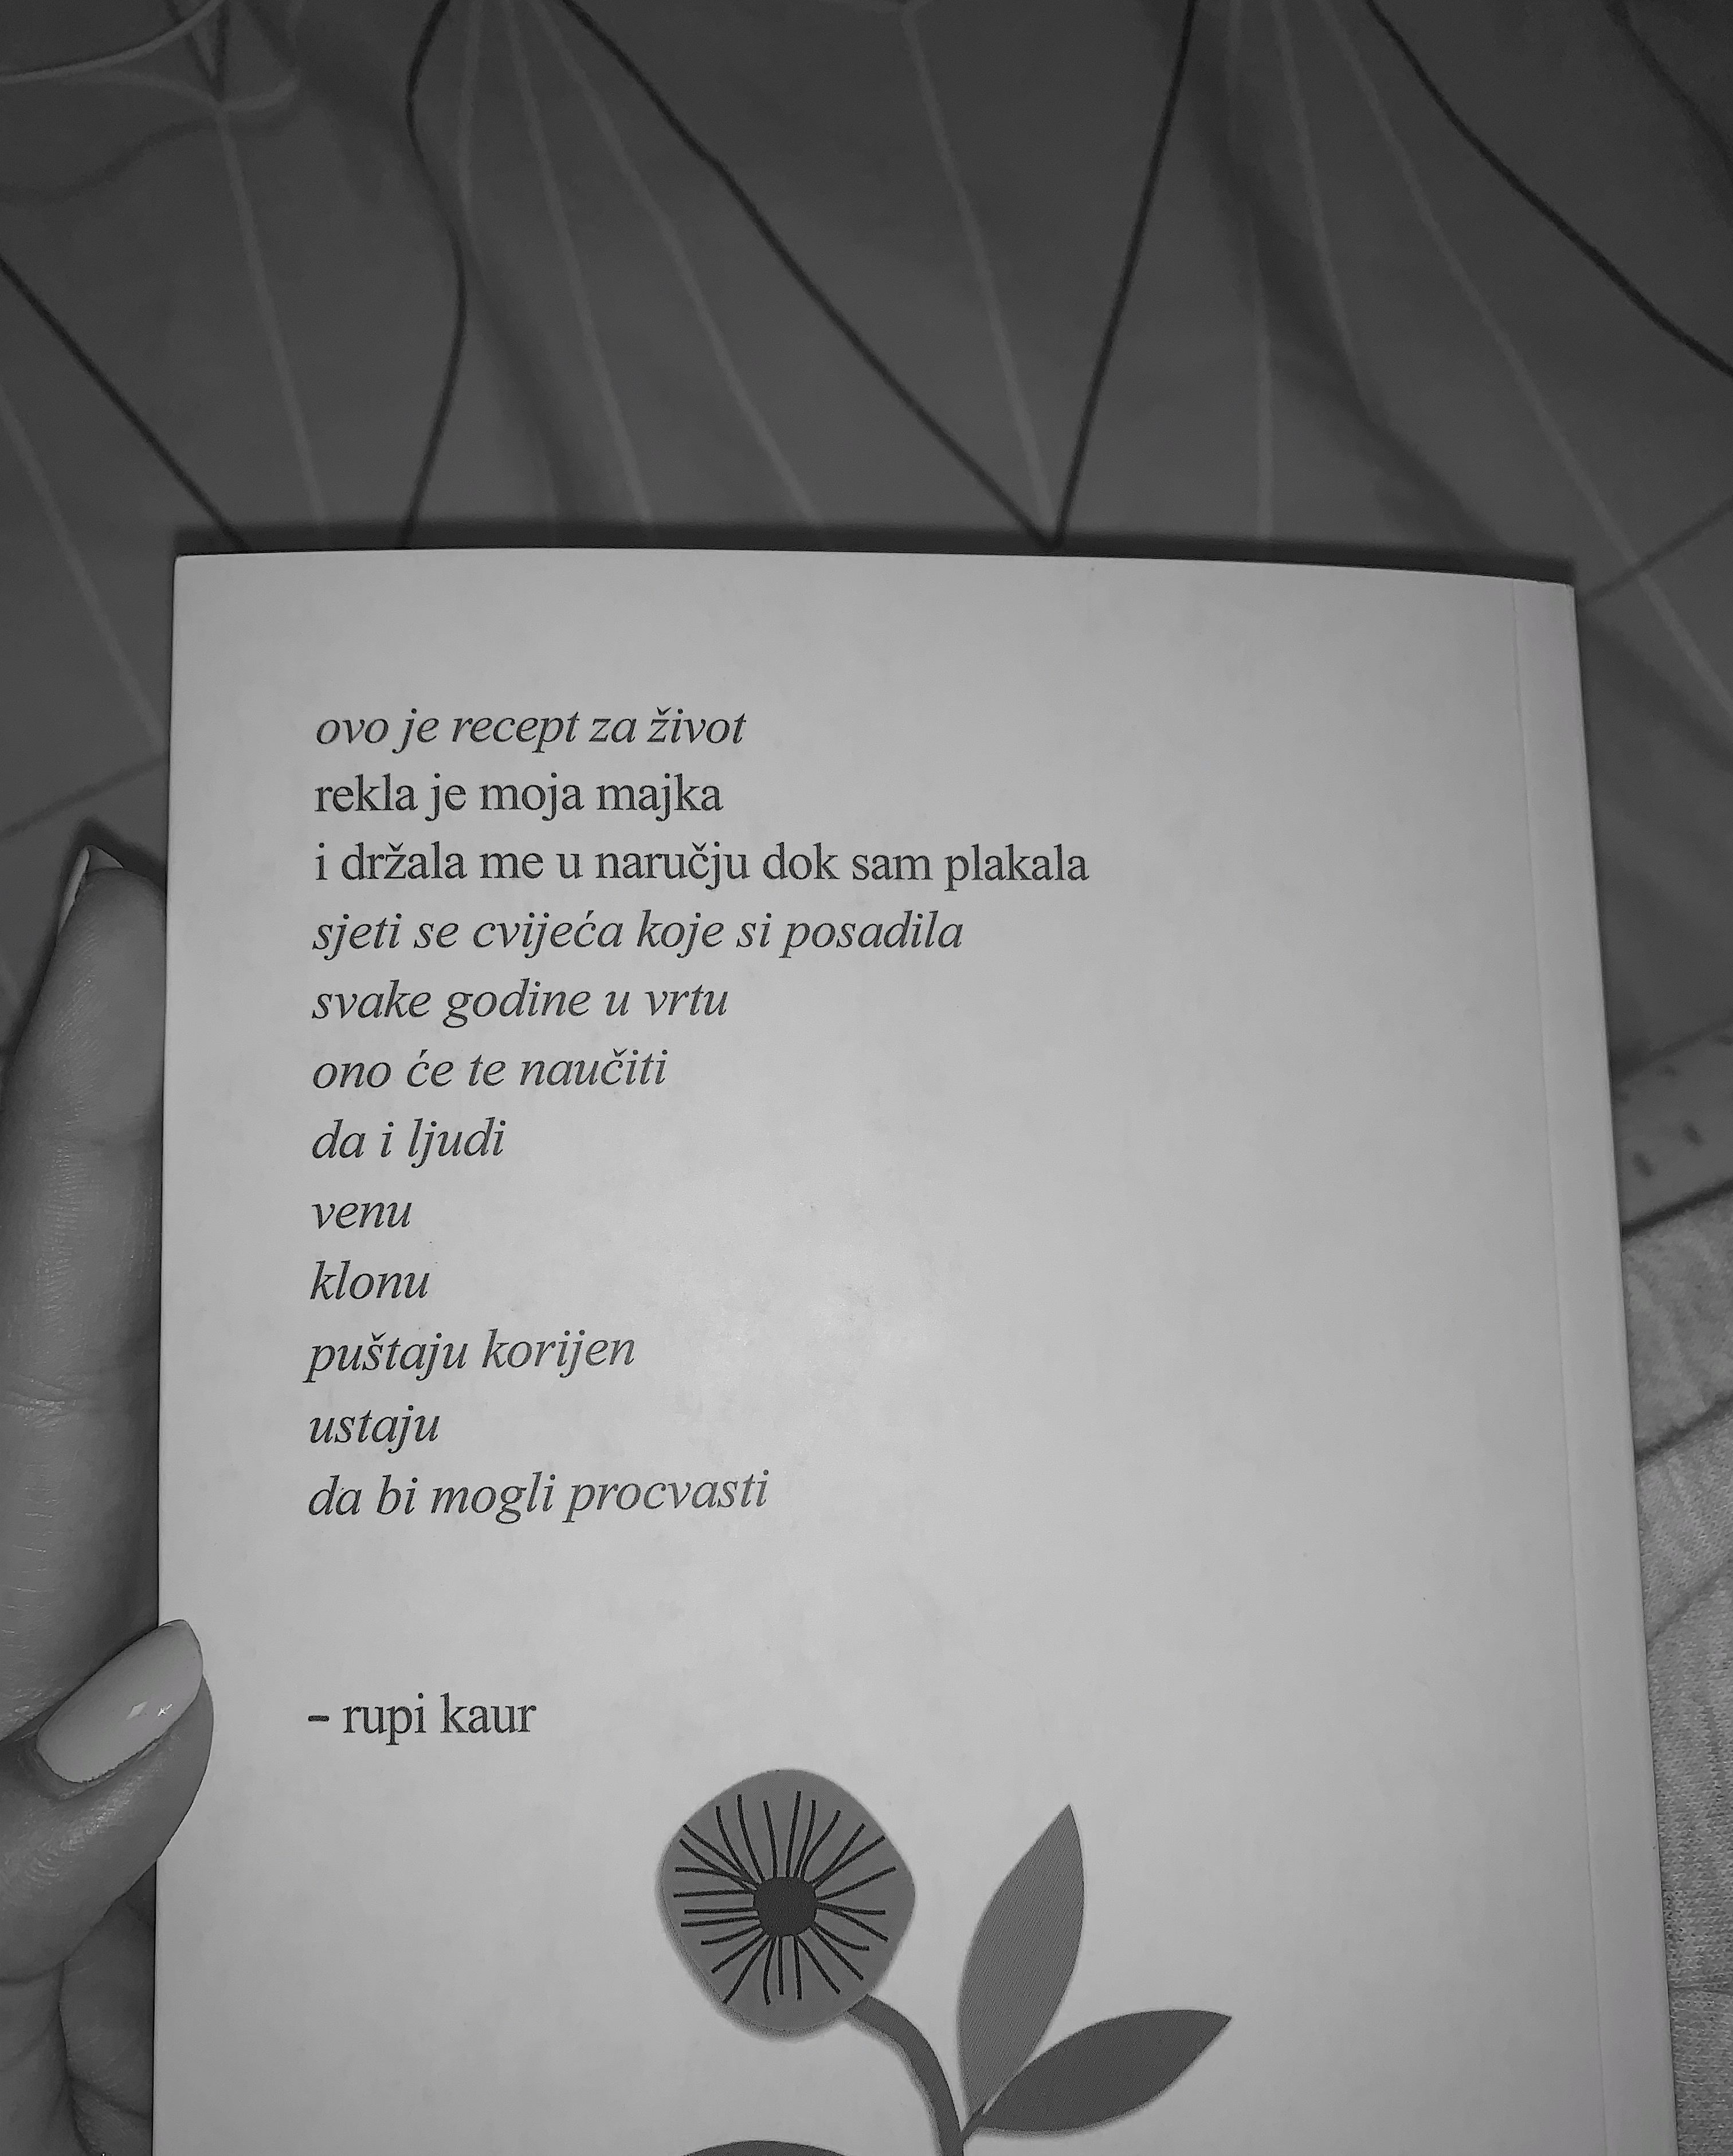 ovo je recept za život
rekla je moja majka
i držala me u naručju dok sam plakala
sjeti se cvijeća koje si posadila
svake godine u vrtu
ono će te naučiti
da i ljudi
venu
klonu
puštaju korijen
ustaju
da bi mogli procvasti
– rupi kaur